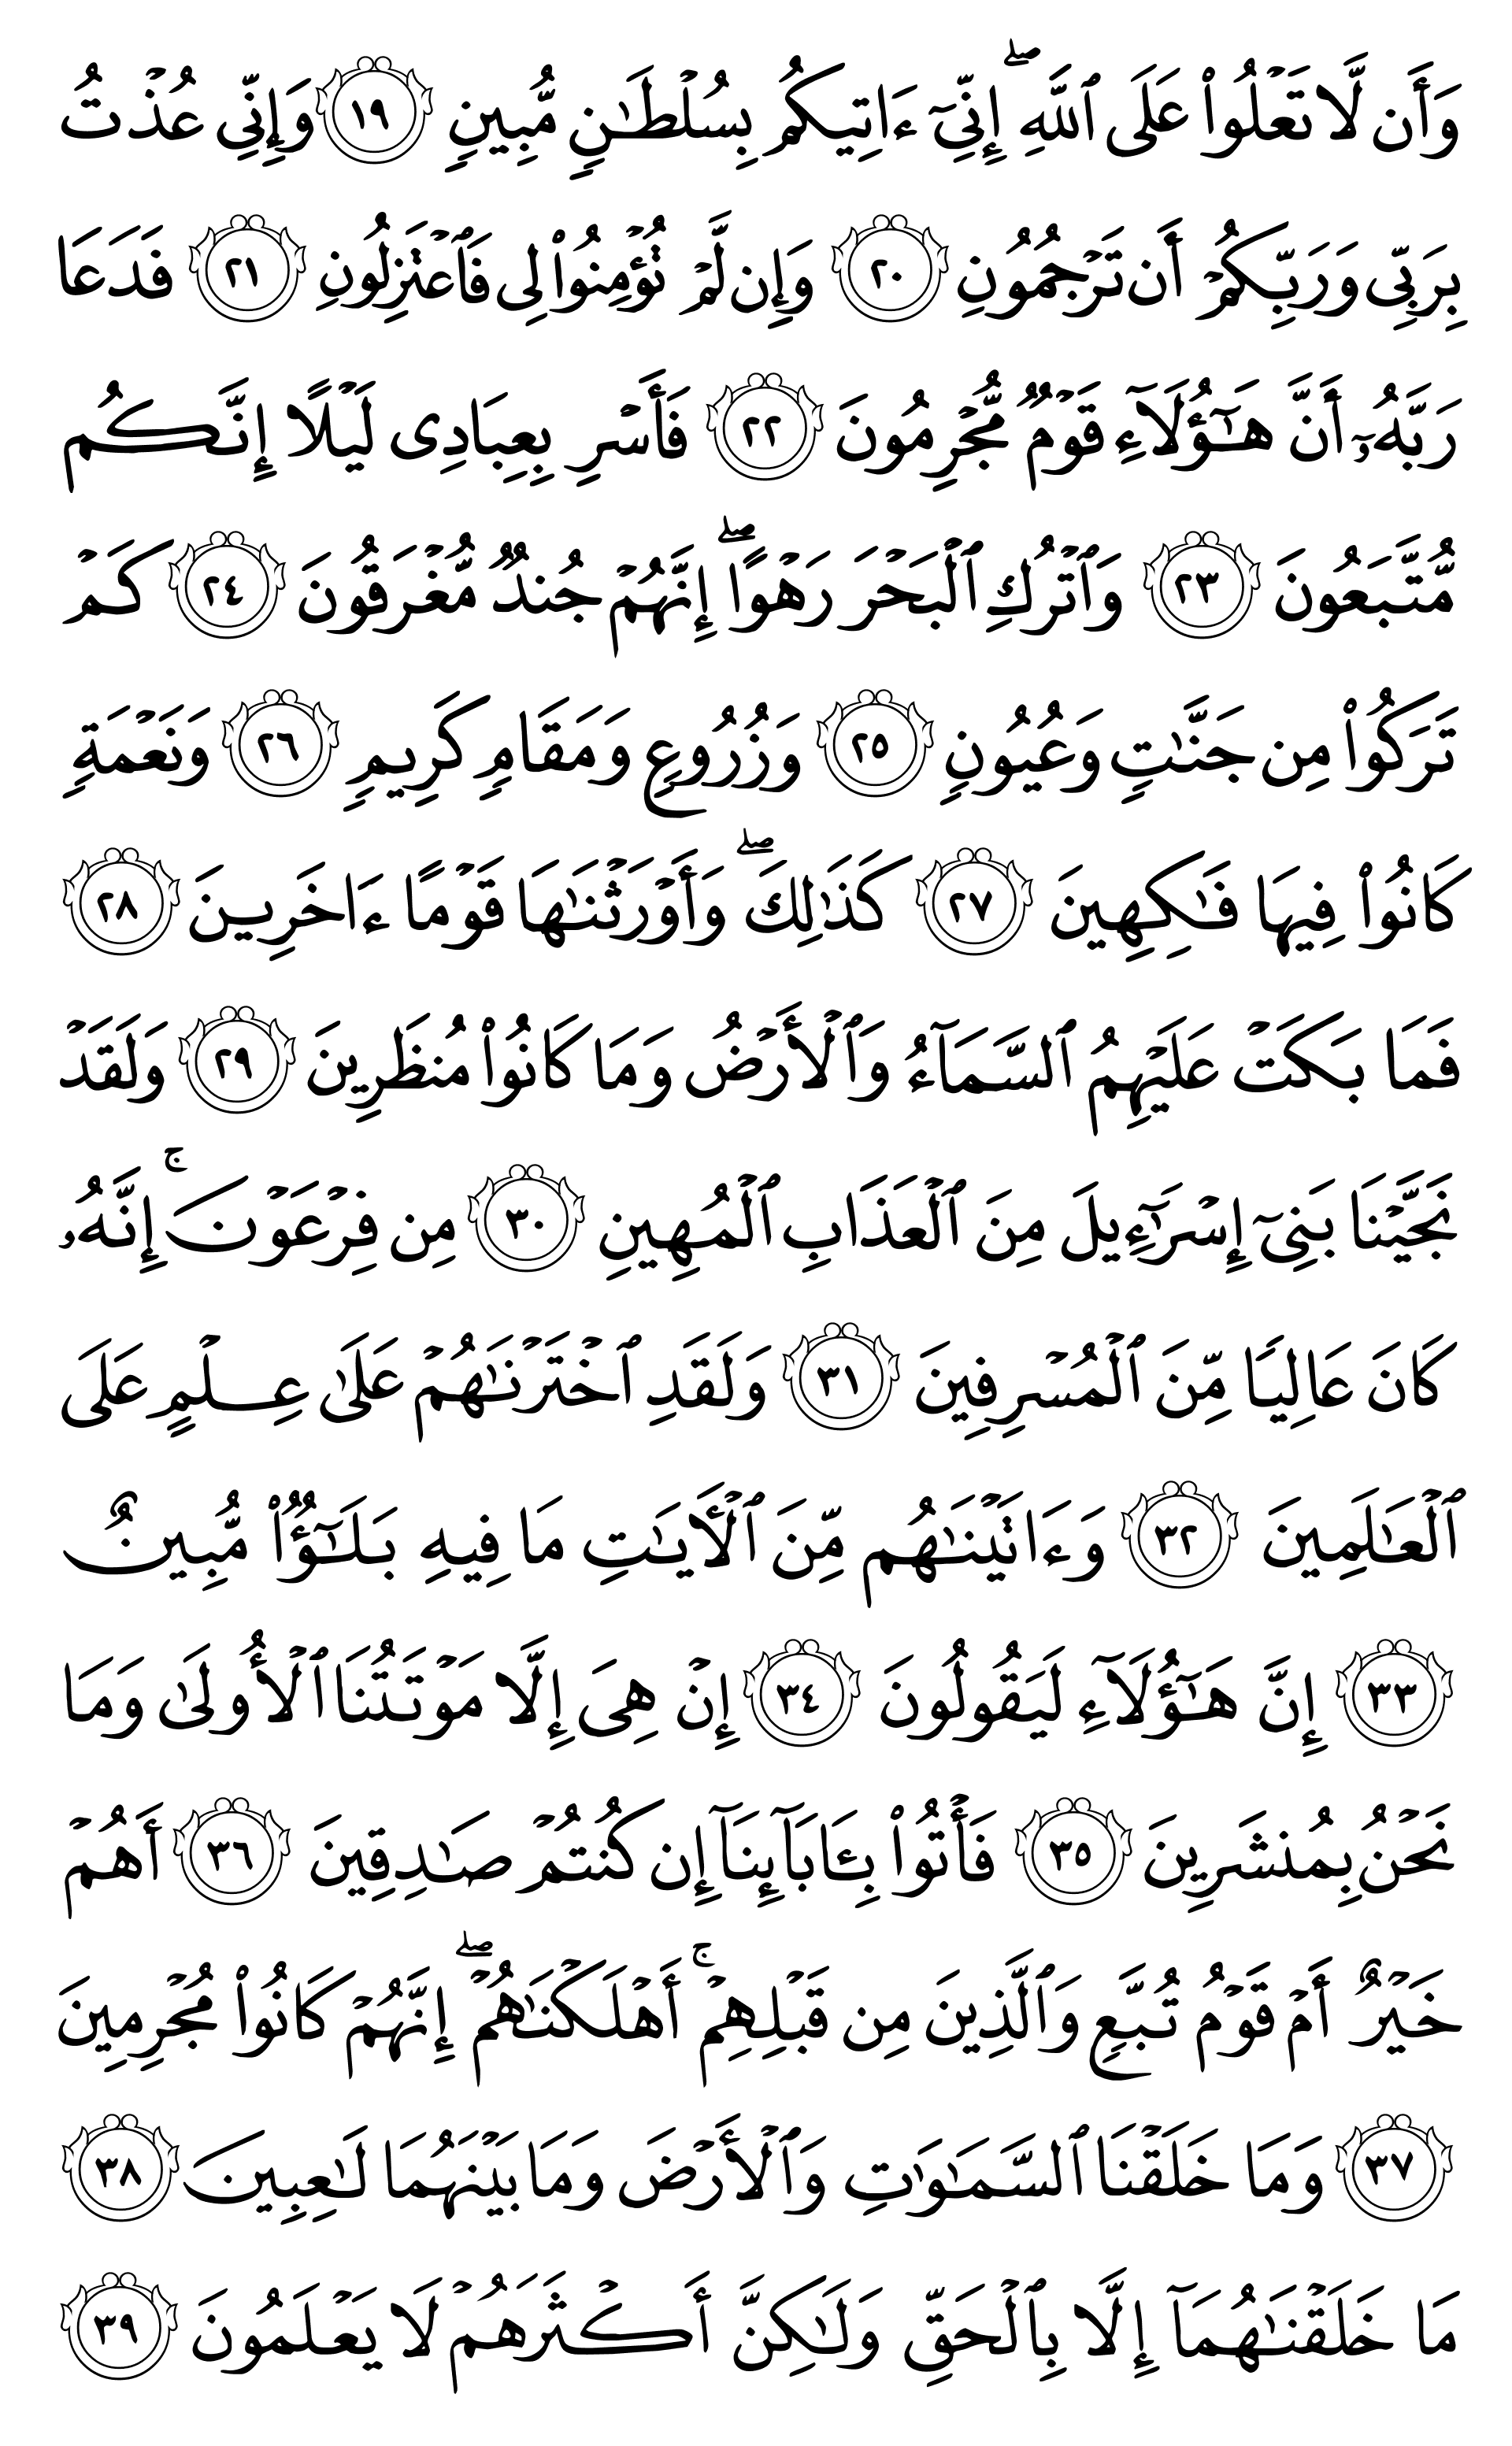 وَأَن لَّا تَعۡلُوا۟ عَلَى ٱللَّهِۖ إِنِّىٓ ءَاتِيكُم بِسُلۡطَـٰنٍ مُّبِينٍ ١٩ وَإِنِّى عُذۡتُ
بِرَبِّى وَرَبِّكُمۡ أَن تَرۡجُمُونِ ٢٠ وَإِن لَّمۡ تُؤۡمِنُوا۟ لِى فَٱعۡتَزِلُونِ ٢١ فَدَعَا
رَبَّهُۥٓ أَنَّ هَـٰٓؤُلَآءِ قَوۡمٌ مُّجۡرِمُونَ ٢٢ فَأَسۡرِ بِعِبَادِى لَيۡلًا إِنَّكُم
مُّتَّبَعُونَ ٢٣ وَٱتۡرُكِ ٱلۡبَحۡرَ رَهۡوًاۖ إِنَّهُمۡ جُندٌ مُّغۡرَقُونَ ٢٤ كَمۡ
تَرَكُوا۟ مِن جَنَّـٰتٍ وَعُيُونٍ ٢٥ وَزُرُوعٍ وَمَقَامٍ كَرِيمٍ ٢٦ وَنَعۡمَةٍ
كَانُوا۟ فِيهَا فَـٰكِهِينَ ٢٧ كَذَٰلِكَۖ وَأَوۡرَثۡنَـٰهَا قَوۡمًا ءَاخَرِينَ ٢٨
فَمَا بَكَتۡ عَلَيۡهِمُ ٱلسَّمَآءُ وَٱلۡأَرۡضُ وَمَا كَانُوا۟ مُنظَرِينَ ٢٩ وَلَقَدۡ
نَجَّيۡنَا بَنِىٓ إِسۡرَٰٓءِيلَ مِنَ ٱلۡعَذَابِ ٱلۡمُهِينِ ٣٠ مِن فِرۡعَوۡنَۚ إِنَّهُۥ
كَانَ عَالِيًا مِّنَ ٱلۡمُسۡرِفِينَ ٣١ وَلَقَدِ ٱخۡتَرۡنَـٰهُمۡ عَلَىٰ عِلۡمٍ عَلَى
ٱلۡعَـٰلَمِينَ ٣٢ وَءَاتَيۡنَـٰهُم مِّنَ ٱلۡأَيَـٰتِ مَا فِيهِ بَلَـٰٓؤٌا۟ مُّبِينٌ
٣٣ إِنَّ هَـٰٓؤُلَآءِ لَيَقُولُونَ ٣٤ إِنۡ هِىَ إِلَّا مَوۡتَتُنَا ٱلۡأُولَىٰ وَمَا
نَحۡنُ بِمُنشَرِينَ ٣٥ فَأۡتُوا۟ بِـَٔابَآئِنَآ إِن كُنتُمۡ صَـٰدِقِينَ ٣٦ أَهُمۡ
خَيۡرٌ أَمۡ قَوۡمُ تُبَّعٍ وَٱلَّذِينَ مِن قَبۡلِهِمۡۚ أَهۡلَكۡنَـٰهُمۡۖ إِنَّهُمۡ كَانُوا۟ مُجۡرِمِينَ
٣٧ وَمَا خَلَقۡنَا ٱلسَّمَـٰوَٰتِ وَٱلۡأَرۡضَ وَمَا بَيۡنَهُمَا لَـٰعِبِينَ ٣٨
مَا خَلَقۡنَـٰهُمَآ إِلَّا بِٱلۡحَقِّ وَلَـٰكِنَّ أَكۡثَرَهُمۡ لَا يَعۡلَمُونَ ٣٩